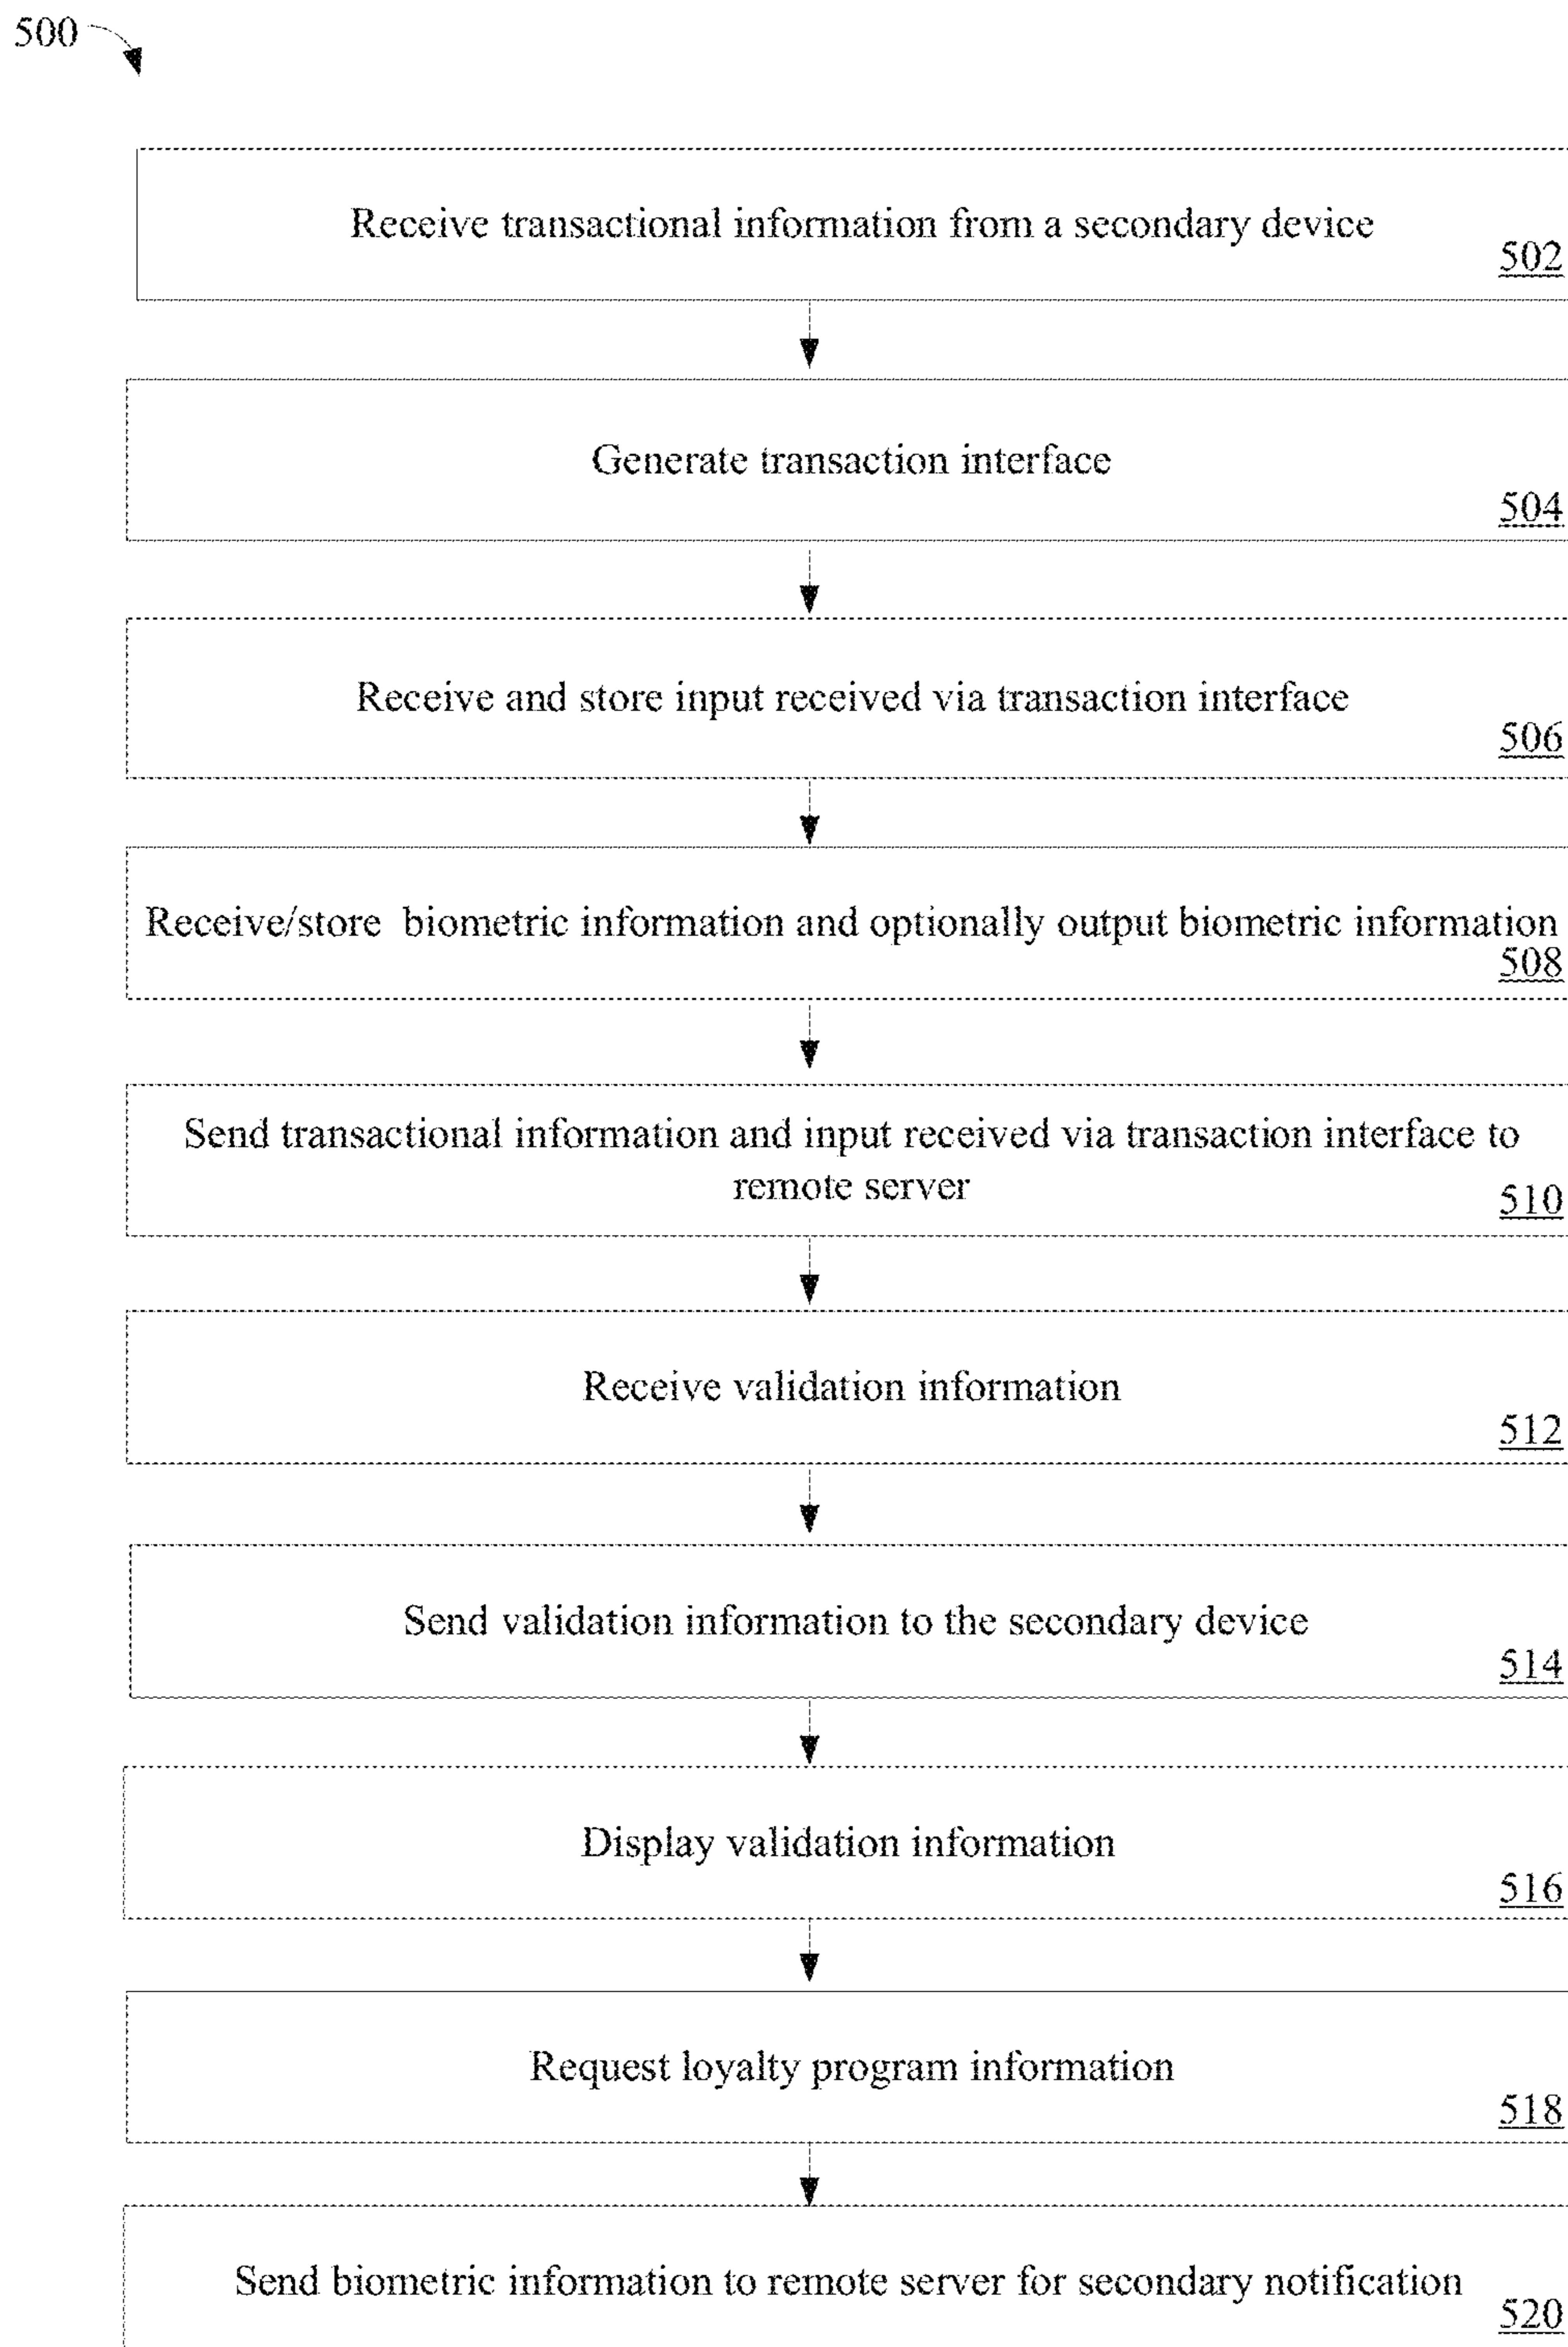 500
Receive transactional information from a secondary device
502
Generate transaction interface
504
Receive and store input received via transaction interface
506
Receive/store biometric information and optionally output biometric information
508
Send transactional information and input received via transaction interface to
remote server
510
Receive validation information
512
Send validation information to the secondary device
514
Display validation information
516
Request loyalty program information
518
Send biometric information to remote server for secondary notification
520